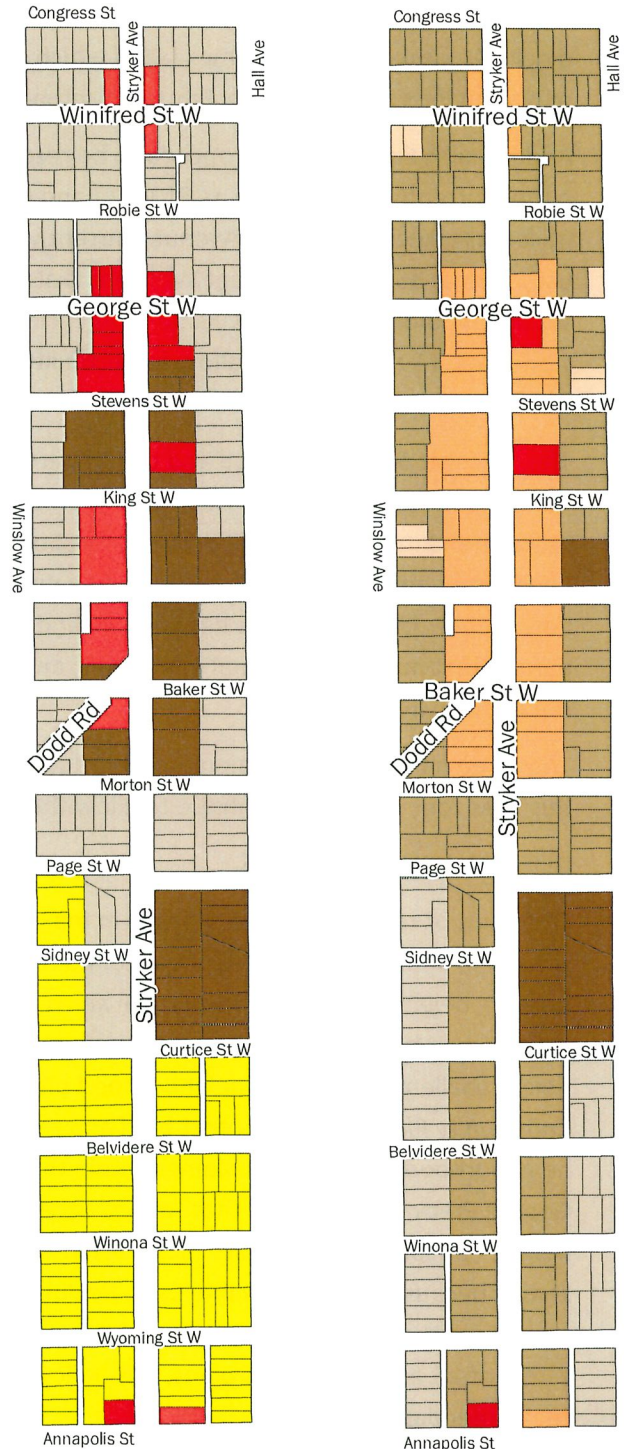 Congress St
Stryker Ave
Hall Ave
Winifred St W
Robie St W
George St W
Stevens St W
King St W
Winslow Ave
Baker St W
Dodd Rd
Morton St W
Page St W
Stryker Ave
Sidney St W
Curtice St W
Belvidere St W
Winona St W
Wyoming St W
Annapolis St
Congress St
Stryker Ave
Hall Ave
Winifred St W
Robie St W
George St W
Stevens St W
King St W
Winslow Ave
Baker St W
Dodd Rd
Stryker Ave
Morton St W
Page St W
Sidney St W
Curtice St W
Belvidere St W
Winona St W
Annapolis St